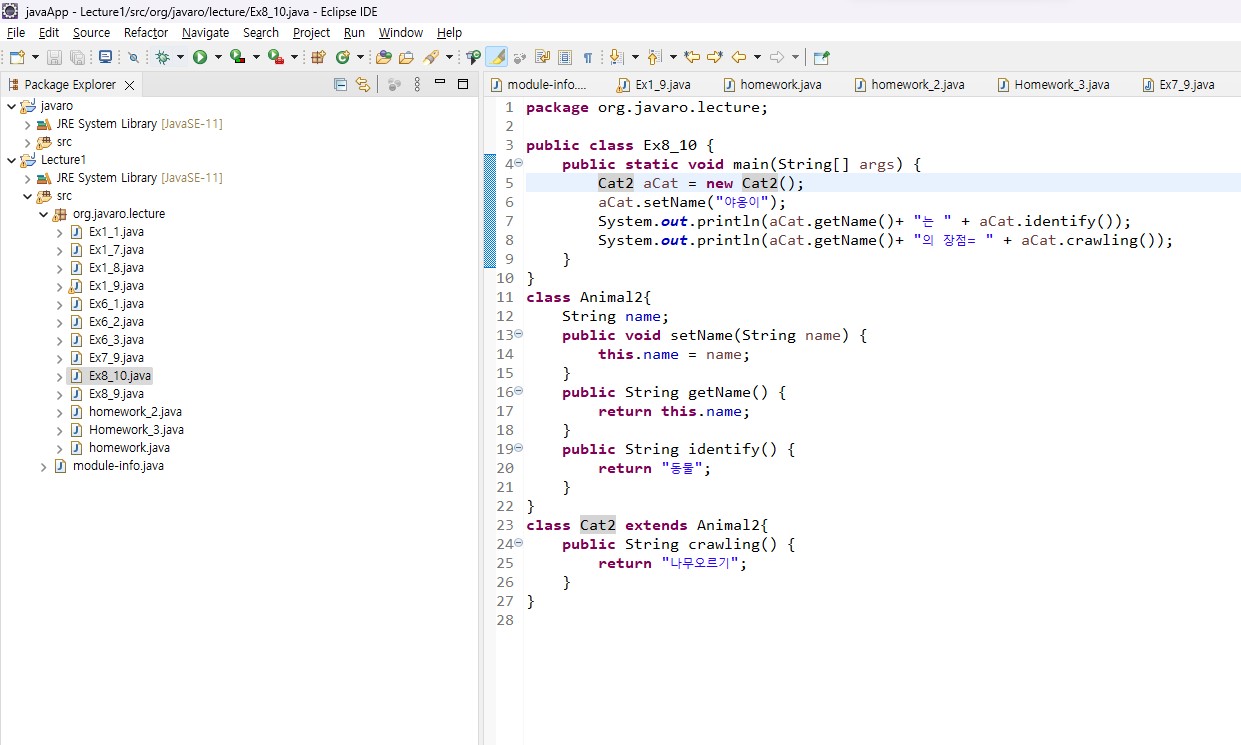 javaApp - Lecture1/src/org/javaro/lecture/Ex8_10.java - Eclipse IDE
File Edit Source Refactor Navigate Search Project Run Window Help
Package Explorer
javaro
JRE System Library [JavaSE-11]
src
Lecture1
JRE System Library [JavaSE-11]
src
org.javaro.lecture
Ex1_1.java
Ex1_7.java
Ex1_8.java
Ex1_9.java
Ex6_1.java
Ex6_2.java
Ex6_3.java
Ex7_9.java
Ex8_10.java
Ex8_9.java
homework_2.java
Homework_3.java
homework.java
module-info.java
module-info.... Ex1_9.java homework.java homework_2.java Homework_3.java Ex7_9.java
1 package org.javaro.lecture;
2
3 public class Ex8_10 {
4 public static void main(String[] args) {
5 Cat2 aCat = new Cat2();
6 aCat.setName("야옹이");
7 System.out.println(aCat.getName()+ "는 " + aCat.identify());
8 System.out.println(aCat.getName()+ "의 장점= " + aCat.crawling());
9 }
10 }
11 class Animal2{
12 String name;
13 public void setName(String name) {
14 this.name = name;
15 }
16 public String getName() {
17 return this.name;
18 }
19 public String identify() {
20 return "동물";
21 }
22 }
23 class Cat2 extends Animal2{
24 public String crawling() {
25 return "나무오르기";
26 }
27 }
28